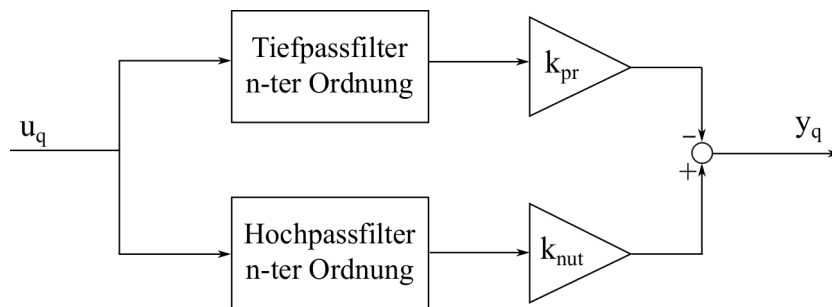 Tiefpassfilter
n-ter Ordnung
k_pr
u_q
−
y_q
+
Hochpassfilter
n-ter Ordnung
k_nut